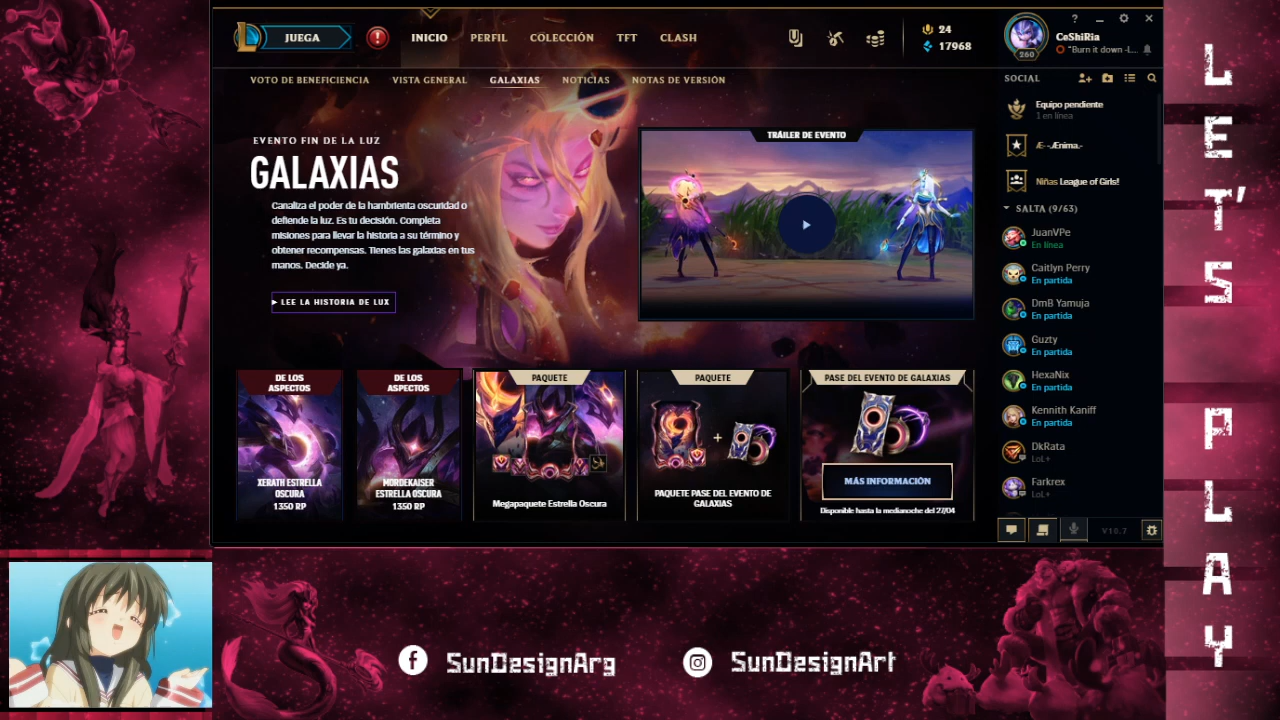 JUEGA
INICIO
PERFIL
COLECCIÓN
TFT
CLASH
24
17968
?
260
CeShiRia
"Burn it down -L...
VOTO DE BENEFICIENCIA
VISTA GENERAL
GALAXIAS
NOTICIAS
NOTAS DE VERSIÓN
EVENTO FIN DE LA LUZ
GALAXIAS
Canaliza el poder de la hambrienta oscuridad o
defiende la luz. Es tu decisión. Completa
misiones para llevar la historia a su término y
obtener recompensas. Tienes las galaxias en tus
manos. Decide ya.
LEE LA HISTORIA DE LUX
TRÁILER DE EVENTO
DE LOS
ASPECTOS
XERATH ESTRELLA
OSCURA
1350 RP
DE LOS
ASPECTOS
MORDEKAISER
ESTRELLA OSCURA
1350 RP
PAQUETE
Megapaquete Estrella Oscura
PAQUETE
+
PAQUETE PASE DEL EVENTO DE
GALAXIAS
PASE DEL EVENTO DE GALAXIAS
MÁS INFORMACIÓN
Disponible hasta la medianoche del 27/04
SOCIAL
Equipo pendiente
1 en línea
Æ--Ænima.-
Niñas League of Girls!
SALTA (9/63)
JuanVPe
En línea
Caitlyn Perry
En partida
DmB Yamuja
En partida
Guzty
En partida
HexaNix
En partida
Kennith Kaniff
En partida
DkRata
LoL+
Farkrex
LoL+
V10.7
LET'S PLAY
SunDesignArg
SunDesignArt